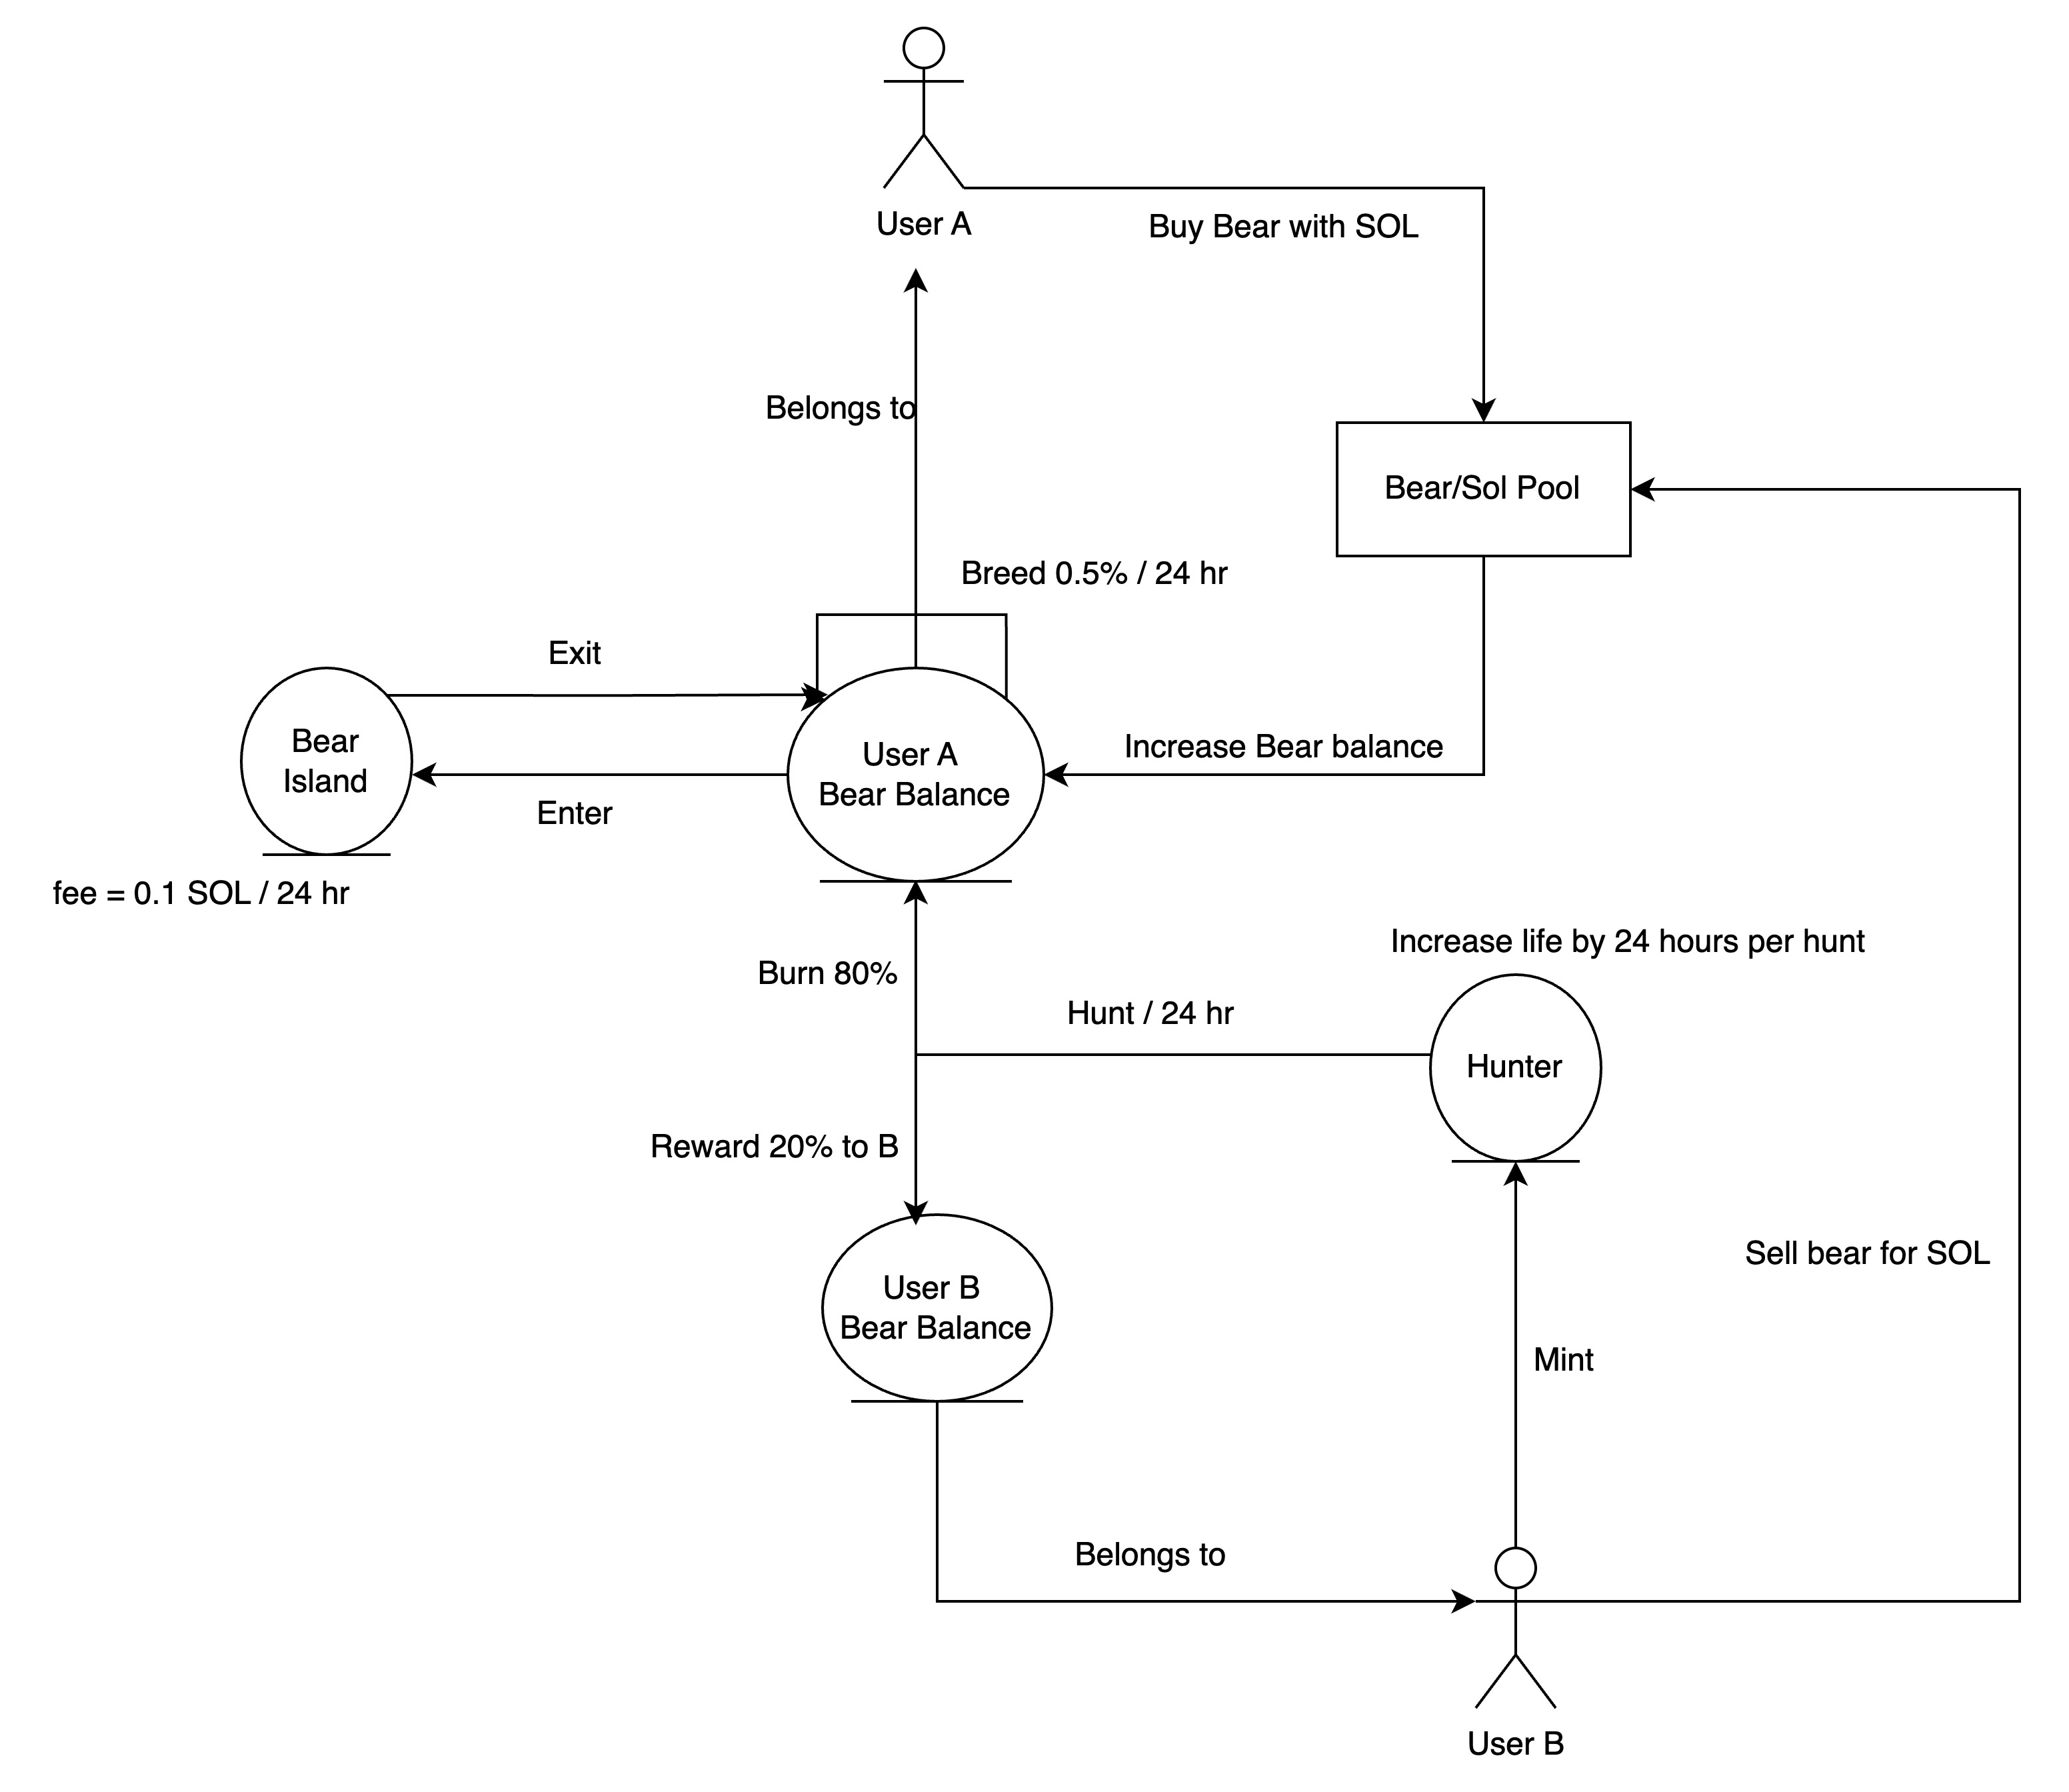 User A
Buy Bear with SOL
Belongs to
Bear/Sol Pool
Breed 0.5% / 24 hr
Exit
Bear
Island
User A
Bear Balance
Increase Bear balance
Enter
fee = 0.1 SOL / 24 hr
Increase life by 24 hours per hunt
Burn 80%
Hunt / 24 hr
Hunter
Reward 20% to B
Sell bear for SOL
User B
Bear Balance
Mint
Belongs to
User B